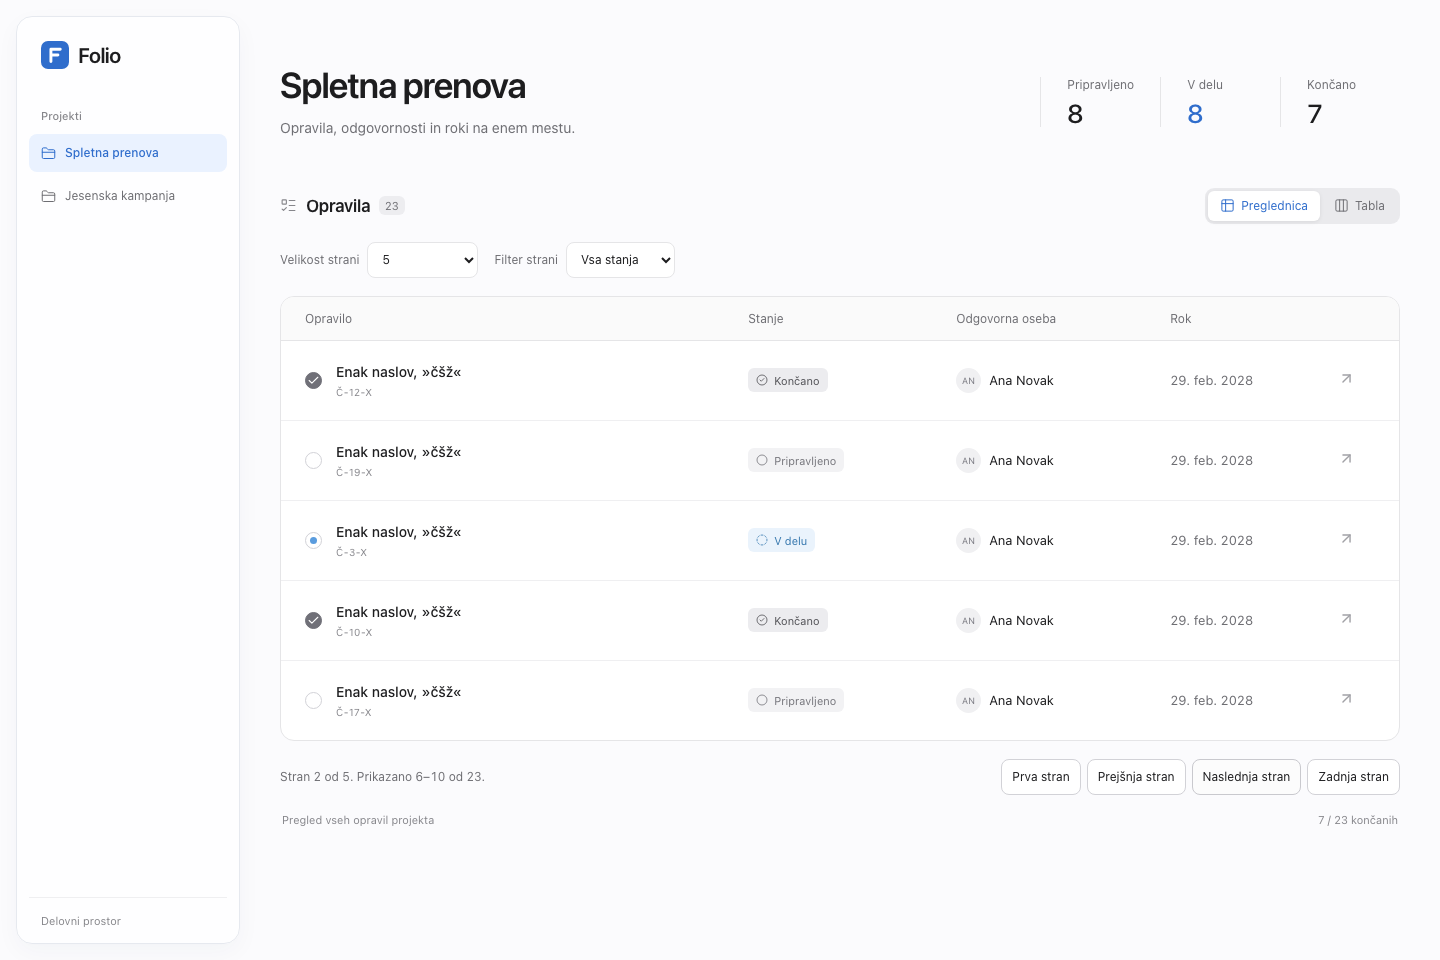 Folio
Projekti
Spletna prenova
Jesenska kampanja
Delovni prostor
Spletna prenova
Opravila, odgovornosti in roki na enem mestu.
Pripravljeno
8
V delu
8
Končano
7
Opravila 23
Preglednica
Tabla
Velikost strani 5 Filter strani Vsa stanja
Opravilo Stanje Odgovorna oseba Rok
Enak naslov, »čšž«
Č-12-X
Končano AN Ana Novak 29. feb. 2028
Enak naslov, »čšž«
Č-19-X
Pripravljeno AN Ana Novak 29. feb. 2028
Enak naslov, »čšž«
Č-3-X
V delu AN Ana Novak 29. feb. 2028
Enak naslov, »čšž«
Č-10-X
Končano AN Ana Novak 29. feb. 2028
Enak naslov, »čšž«
Č-17-X
Pripravljeno AN Ana Novak 29. feb. 2028
Stran 2 od 5. Prikazano 6–10 od 23.
Prva stran Prejšnja stran Naslednja stran Zadnja stran
Pregled vseh opravil projekta
7 / 23 končanih